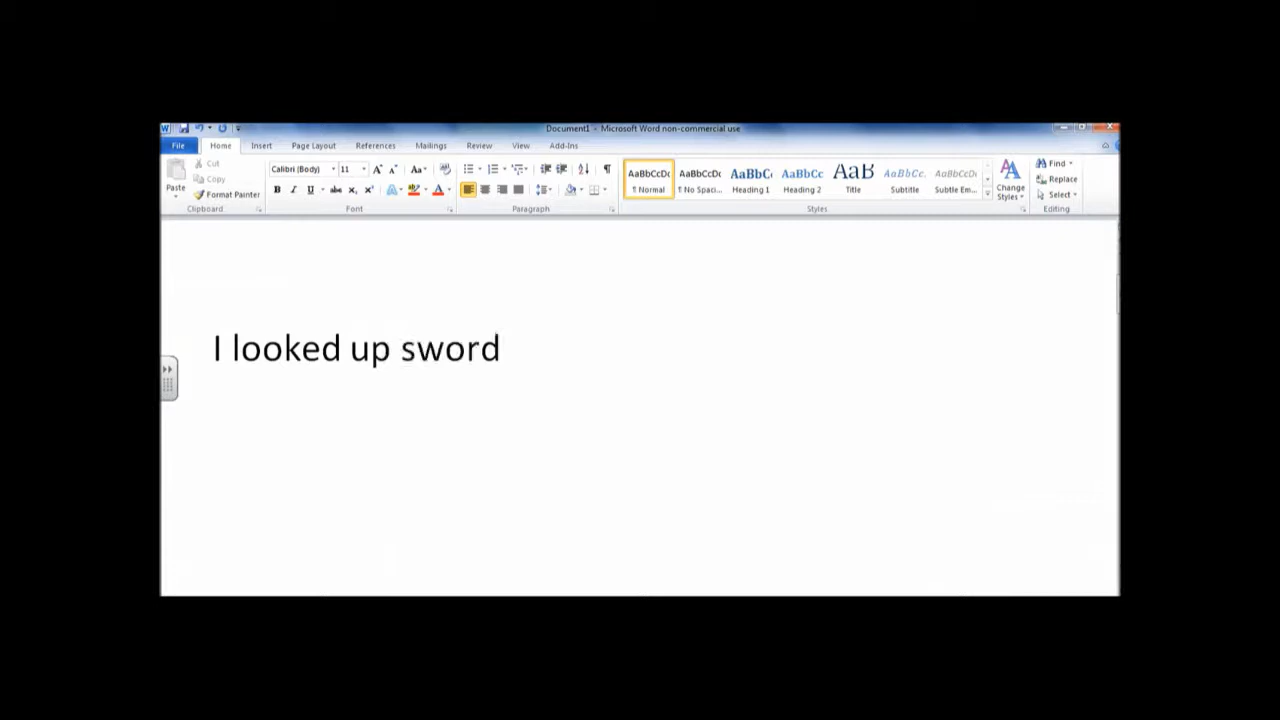 Document1 - Microsoft Word non-commercial use
File Home Insert Page Layout References Mailings Review View Add-Ins
Paste
Cut
Copy
Format Painter
Clipboard
Calibri (Body) 11
B I U abc
Font
Paragraph
AaBbCcDc AaBbCcDc AaBbC AaBbCc AaB AaBbCc. AaBbCcDi
¶ Normal ¶ No Spaci... Heading 1 Heading 2 Title Subtitle Subtle Em...
Styles
Change Styles
Find
Replace
Select
Editing
I looked up sword